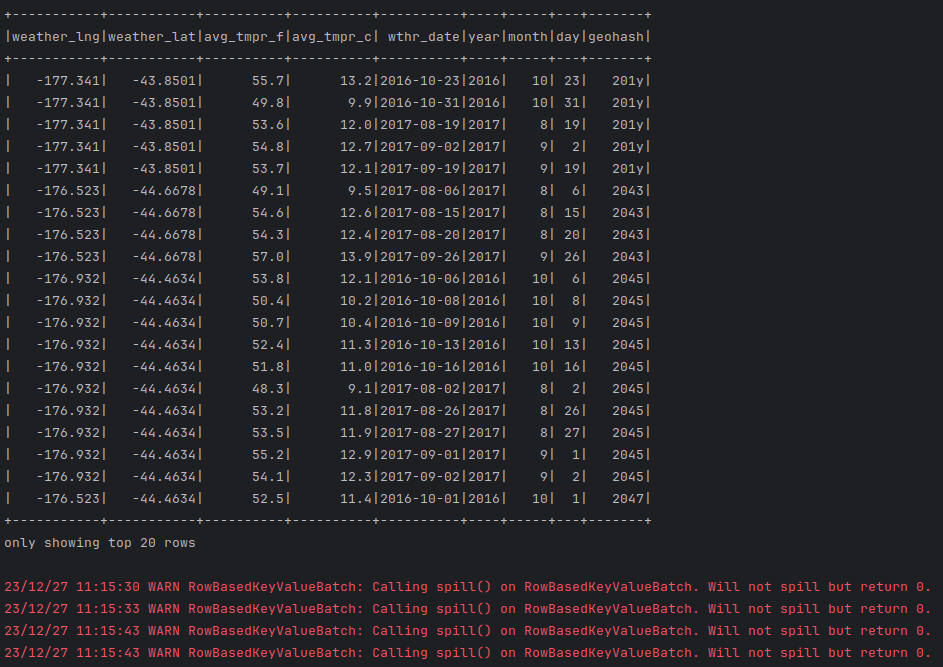 +-----------+-----------+----------+----------+----------+----+-----+---+-------+
|weather_lng|weather_lat|avg_tmpr_f|avg_tmpr_c| wthr_date|year|month|day|geohash|
+-----------+-----------+----------+----------+----------+----+-----+---+-------+
|   -177.341|   -43.8501|      55.7|      13.2|2016-10-23|2016|   10| 23|   201y|
|   -177.341|   -43.8501|      49.8|       9.9|2016-10-31|2016|   10| 31|   201y|
|   -177.341|   -43.8501|      53.6|      12.0|2017-08-19|2017|    8| 19|   201y|
|   -177.341|   -43.8501|      54.8|      12.7|2017-09-02|2017|    9|  2|   201y|
|   -177.341|   -43.8501|      53.7|      12.1|2017-09-19|2017|    9| 19|   201y|
|   -176.523|   -44.6678|      49.1|       9.5|2017-08-06|2017|    8|  6|   2043|
|   -176.523|   -44.6678|      54.6|      12.6|2017-08-15|2017|    8| 15|   2043|
|   -176.523|   -44.6678|      54.3|      12.4|2017-08-20|2017|    8| 20|   2043|
|   -176.523|   -44.6678|      57.0|      13.9|2017-09-26|2017|    9| 26|   2043|
|   -176.932|   -44.4634|      53.8|      12.1|2016-10-06|2016|   10|  6|   2045|
|   -176.932|   -44.4634|      50.4|      10.2|2016-10-08|2016|   10|  8|   2045|
|   -176.932|   -44.4634|      50.7|      10.4|2016-10-09|2016|   10|  9|   2045|
|   -176.932|   -44.4634|      52.4|      11.3|2016-10-13|2016|   10| 13|   2045|
|   -176.932|   -44.4634|      51.8|      11.0|2016-10-16|2016|   10| 16|   2045|
|   -176.932|   -44.4634|      48.3|       9.1|2017-08-02|2017|    8|  2|   2045|
|   -176.932|   -44.4634|      53.2|      11.8|2017-08-26|2017|    8| 26|   2045|
|   -176.932|   -44.4634|      53.5|      11.9|2017-08-27|2017|    8| 27|   2045|
|   -176.932|   -44.4634|      55.2|      12.9|2017-09-01|2017|    9|  1|   2045|
|   -176.932|   -44.4634|      54.1|      12.3|2017-09-02|2017|    9|  2|   2045|
|   -176.523|   -44.4634|      52.5|      11.4|2016-10-01|2016|   10|  1|   2047|
+-----------+-----------+----------+----------+----------+----+-----+---+-------+
only showing top 20 rows
23/12/27 11:15:30 WARN RowBasedKeyValueBatch: Calling spill() on RowBasedKeyValueBatch. Will not spill but return 0.
23/12/27 11:15:33 WARN RowBasedKeyValueBatch: Calling spill() on RowBasedKeyValueBatch. Will not spill but return 0.
23/12/27 11:15:43 WARN RowBasedKeyValueBatch: Calling spill() on RowBasedKeyValueBatch. Will not spill but return 0.
23/12/27 11:15:43 WARN RowBasedKeyValueBatch: Calling spill() on RowBasedKeyValueBatch. Will not spill but return 0.